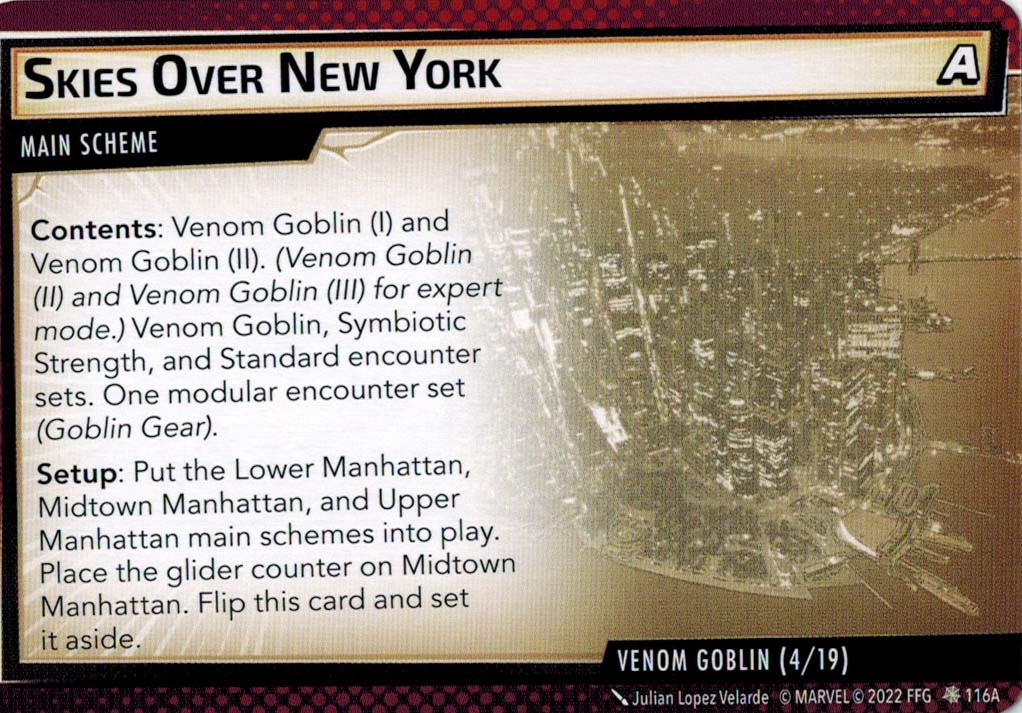 SKIES OVER NEW YORK
A
MAIN SCHEME
Contents: Venom Goblin (I) and
Venom Goblin (II). (Venom Goblin
(II) and Venom Goblin (III) for expert
mode.) Venom Goblin, Symbiotic
Strength, and Standard encounter
sets. One modular encounter set
(Goblin Gear).
Setup: Put the Lower Manhattan,
Midtown Manhattan, and Upper
Manhattan main schemes into play.
Place the glider counter on Midtown
Manhattan. Flip this card and set
it aside.
VENOM GOBLIN (4/19)
Julian Lopez Velarde © MARVEL © 2022 FFG 116A